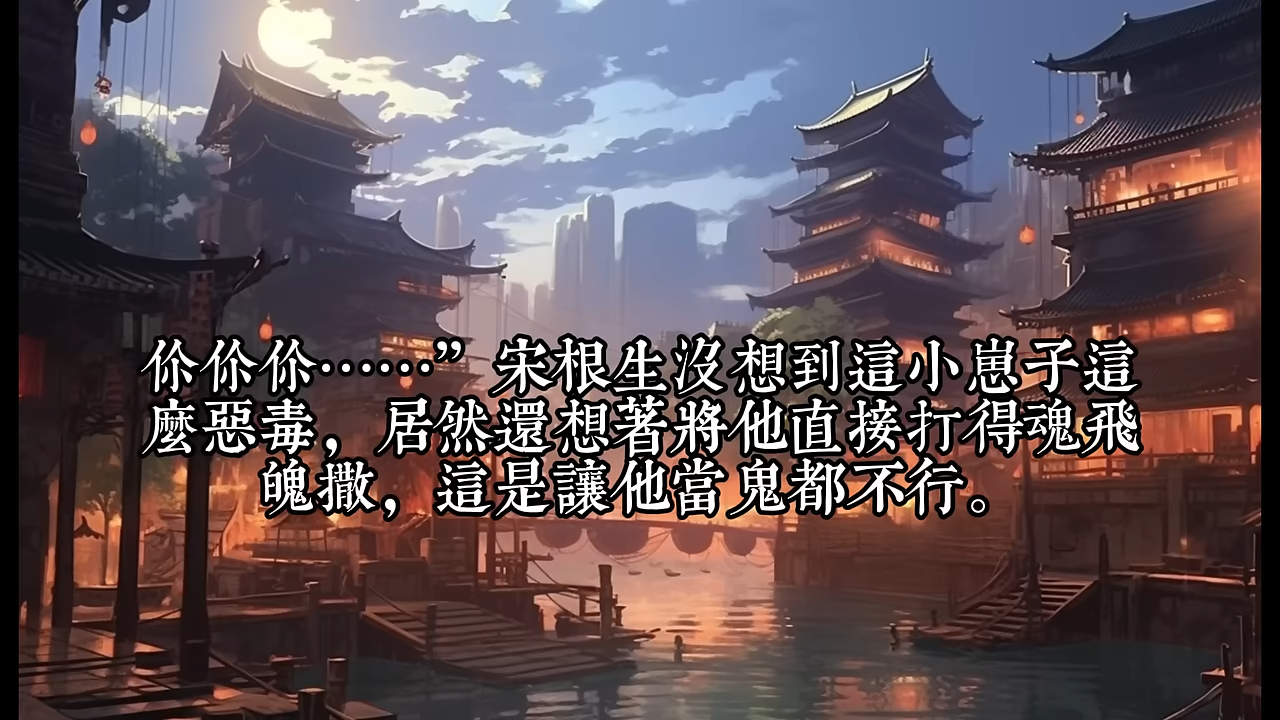 伱伱伱……”宋根生沒想到這小崽子這
麼惡毒，居然還想著將他直接打得魂飛
魄撒，這是讓他當鬼都不行。